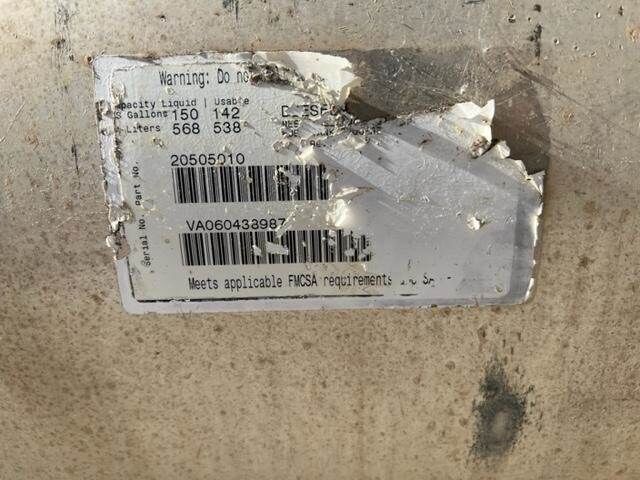 Warning: Do
Capacity Liquid | Usable
US Gallons 150 142
Liters 568 538
Part No.
20505010
Serial No.
VA060433987
Meets applicable FMCSA requirements